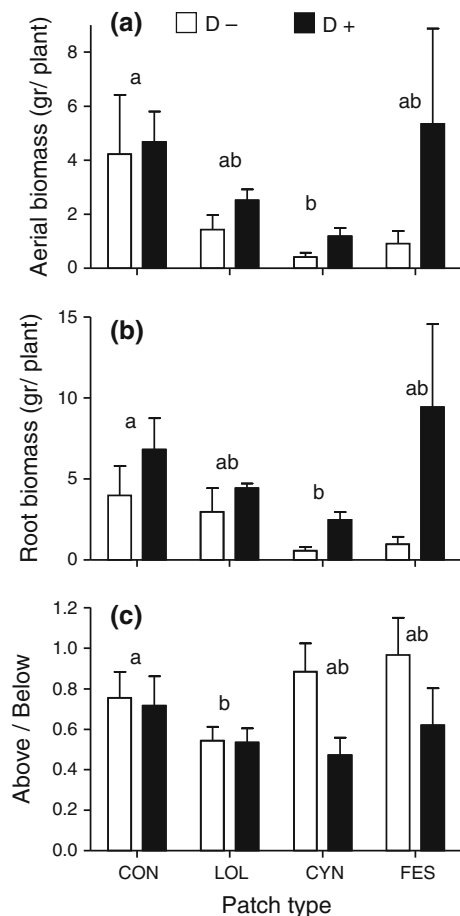 (a) D – D +
Aerial biomass (gr/ plant)
8
6
4
2
0
a
ab
b
ab
(b)
Root biomass (gr/ plant)
15
10
5
0
a
ab
b
ab
(c)
Above / Below
1.2
1.0
0.8
0.6
0.4
0.2
0.0
a
b
ab
ab
CON LOL CYN FES
Patch type